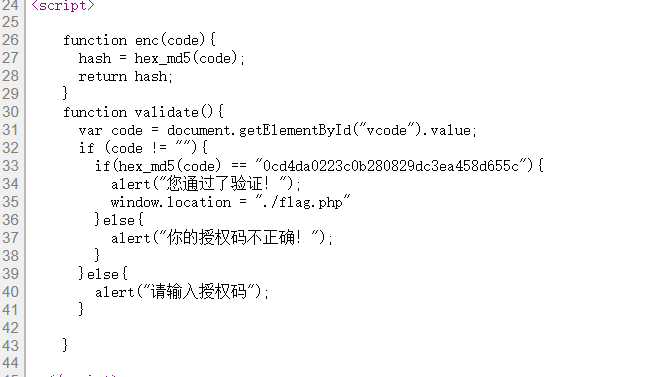 24 <script>
25
26 function enc(code){
27 hash = hex_md5(code);
28 return hash;
29 }
30 function validate(){
31 var code = document.getElementById("vcode").value;
32 if (code != ""){
33 if(hex_md5(code) == "0cd4da0223c0b280829dc3ea458d655c"){
34 alert("您通过了验证！");
35 window.location = "./flag.php"
36 }else{
37 alert("你的授权码不正确！");
38 }
39 }else{
40 alert("请输入授权码");
41 }
42
43 }
44